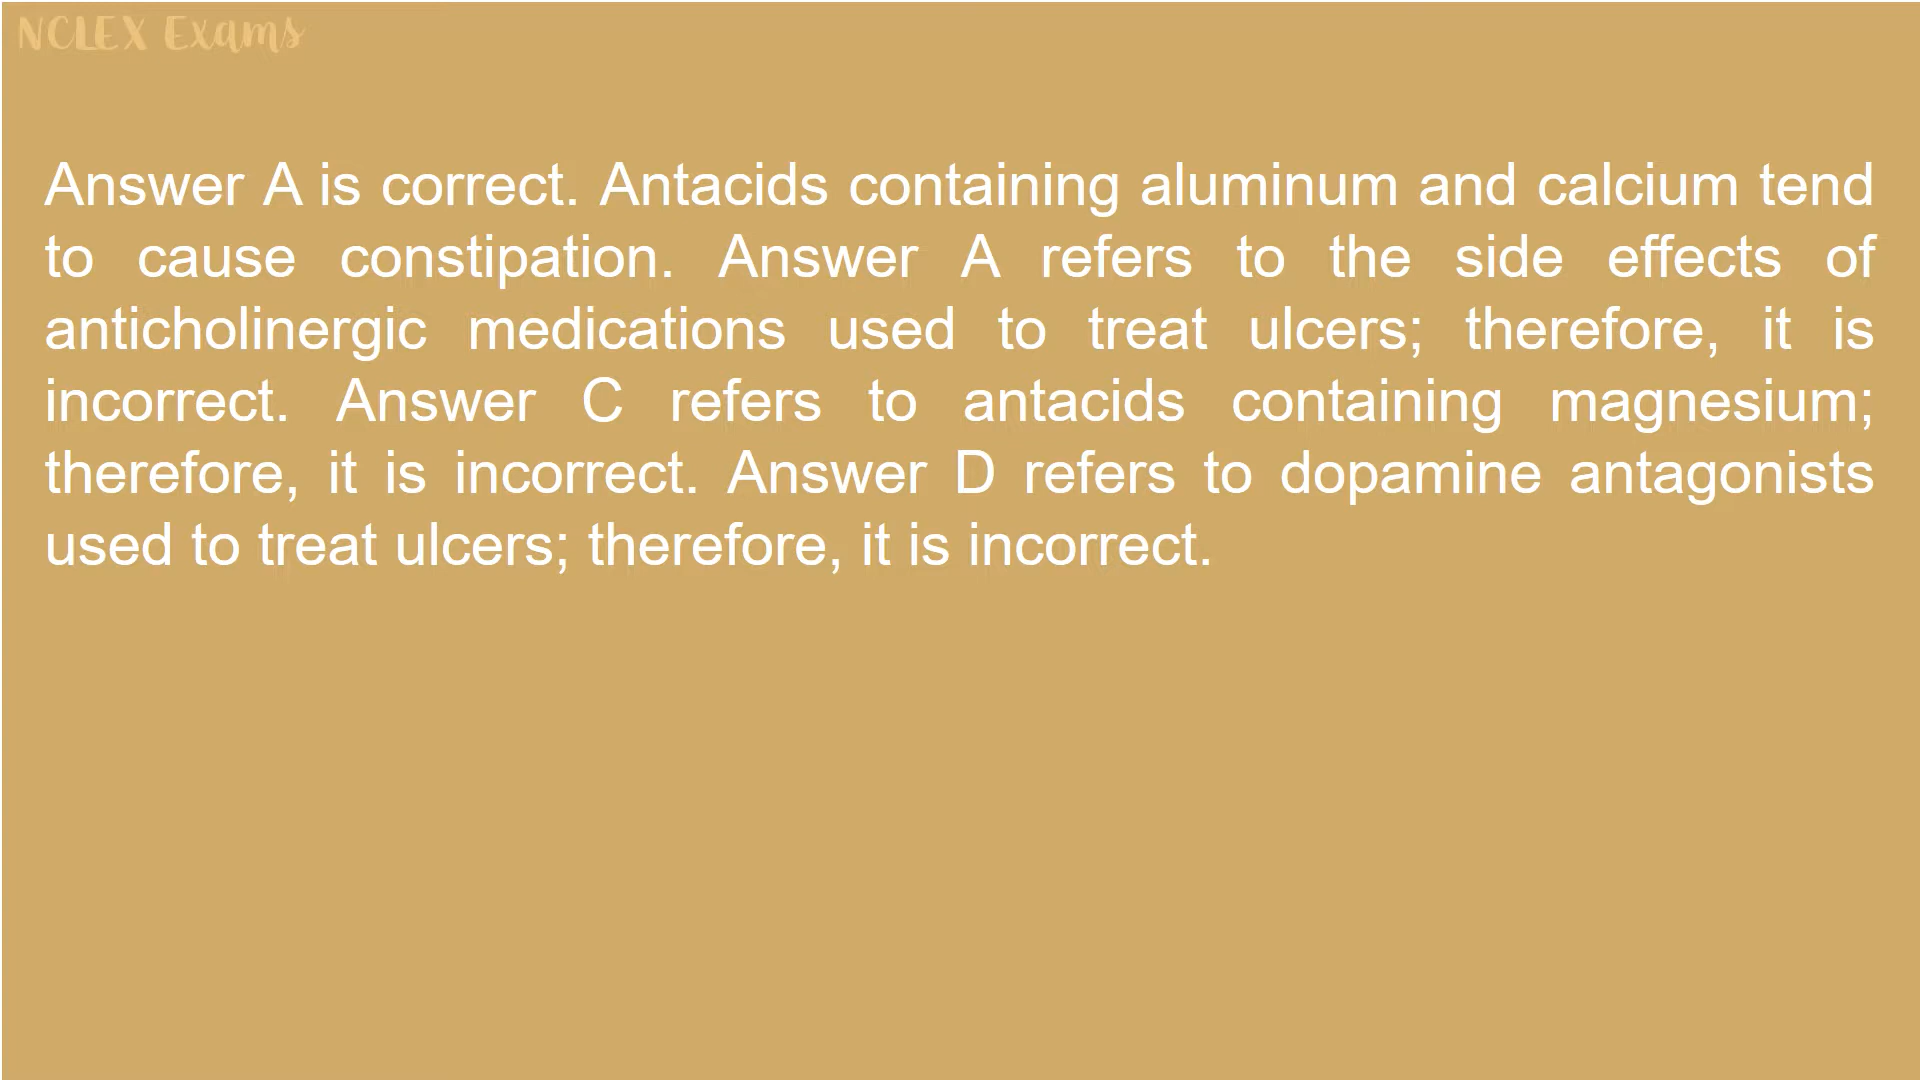 NCLEX Exams
Answer A is correct. Antacids containing aluminum and calcium tend
to cause constipation. Answer A refers to the side effects of
anticholinergic medications used to treat ulcers; therefore, it is
incorrect. Answer C refers to antacids containing magnesium;
therefore, it is incorrect. Answer D refers to dopamine antagonists
used to treat ulcers; therefore, it is incorrect.